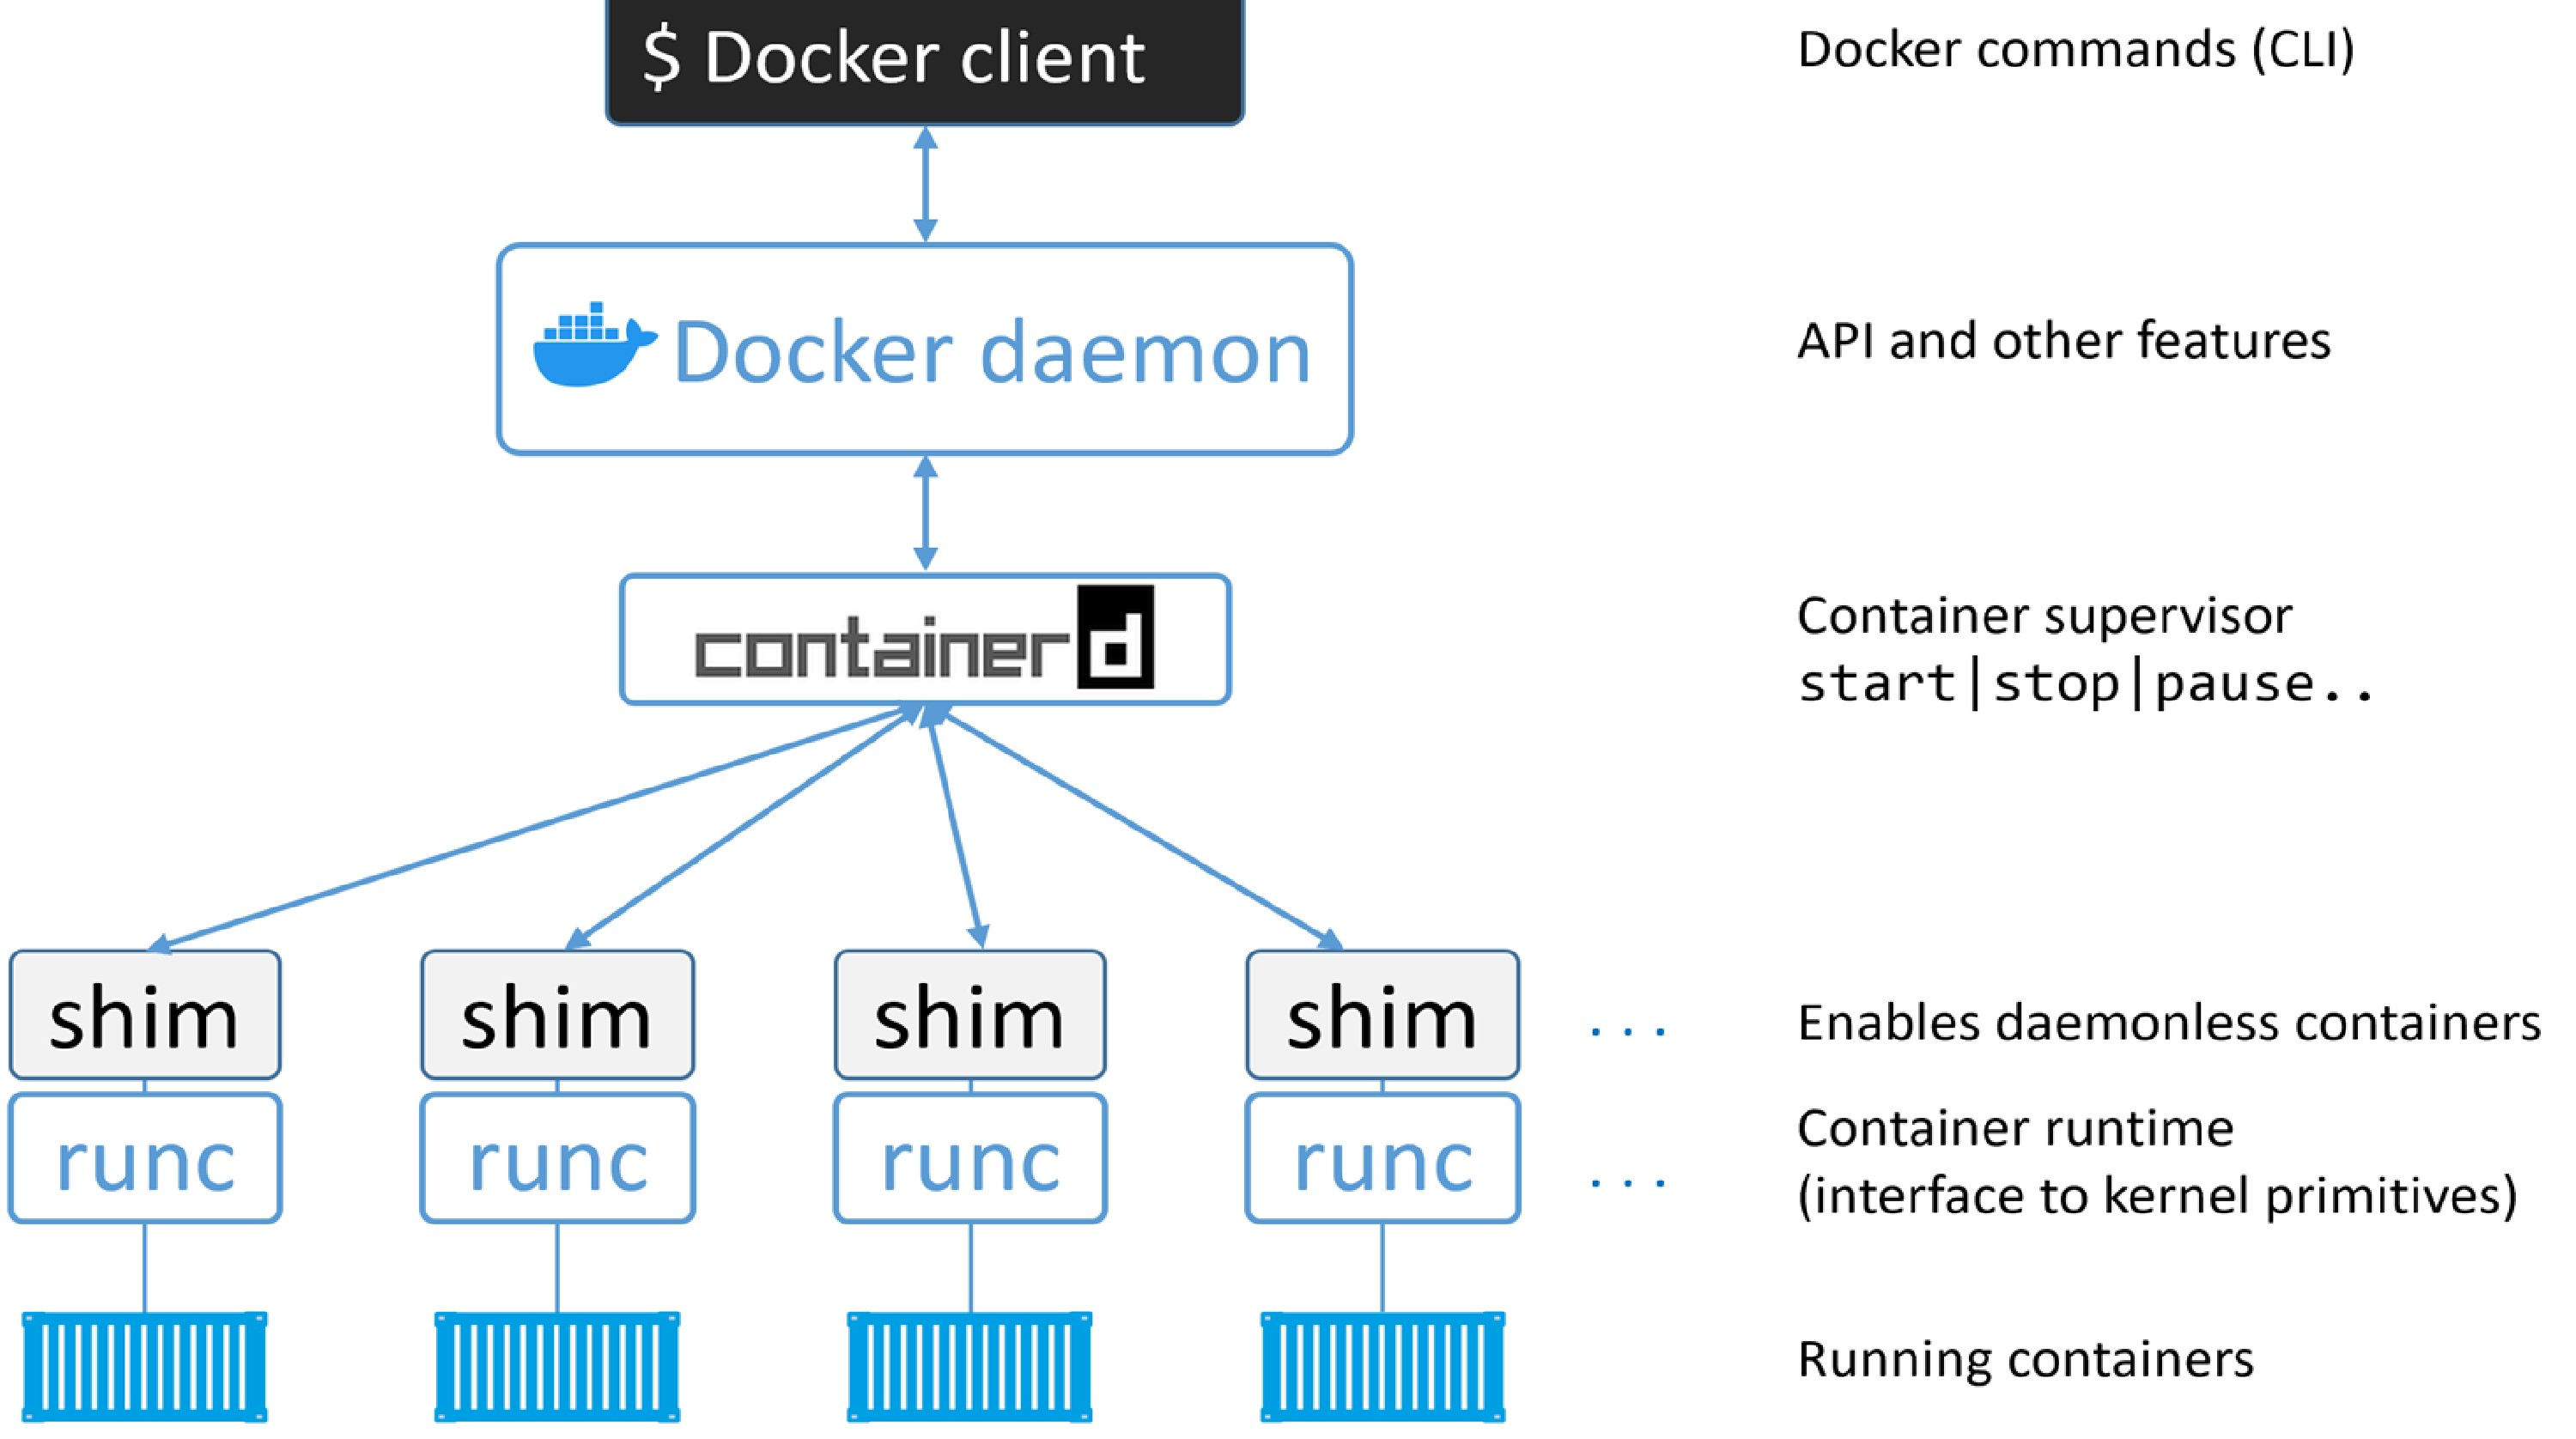 $ Docker client
Docker commands (CLI)
Docker daemon
API and other features
containerd
Container supervisor
start|stop|pause..
shim
shim
shim
shim
...
Enables daemonless containers
runc
runc
runc
runc
...
Container runtime
(interface to kernel primitives)
Running containers